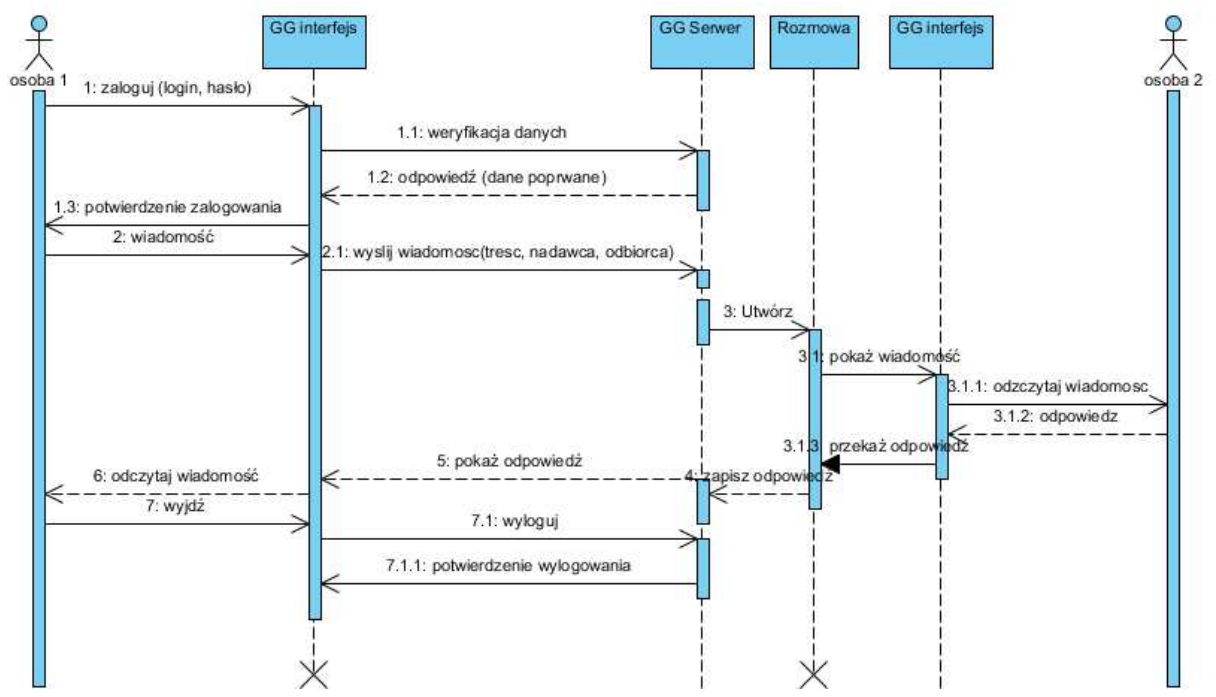 GG interfejs
GG Serwer
Rozmowa
GG interfejs
osoba 1
osoba 2
1: zaloguj (login, hasło)
1.1: weryfikacja danych
1.2: odpowiedź (dane poprwane)
1.3: potwierdzenie zalogowania
2: wiadomość
2.1: wyslij wiadomosc(tresc, nadawca, odbiorca)
3: Utwórz
3.1: pokaż wiadomość
3.1.1: odzczytaj wiadomosc
3.1.2: odpowiedz
3.1.3: przekaż odpowiedź
4: zapisz odpowiedź
5: pokaż odpowiedź
6: odczytaj wiadomość
7: wyjdź
7.1: wyloguj
7.1.1: potwierdzenie wylogowania